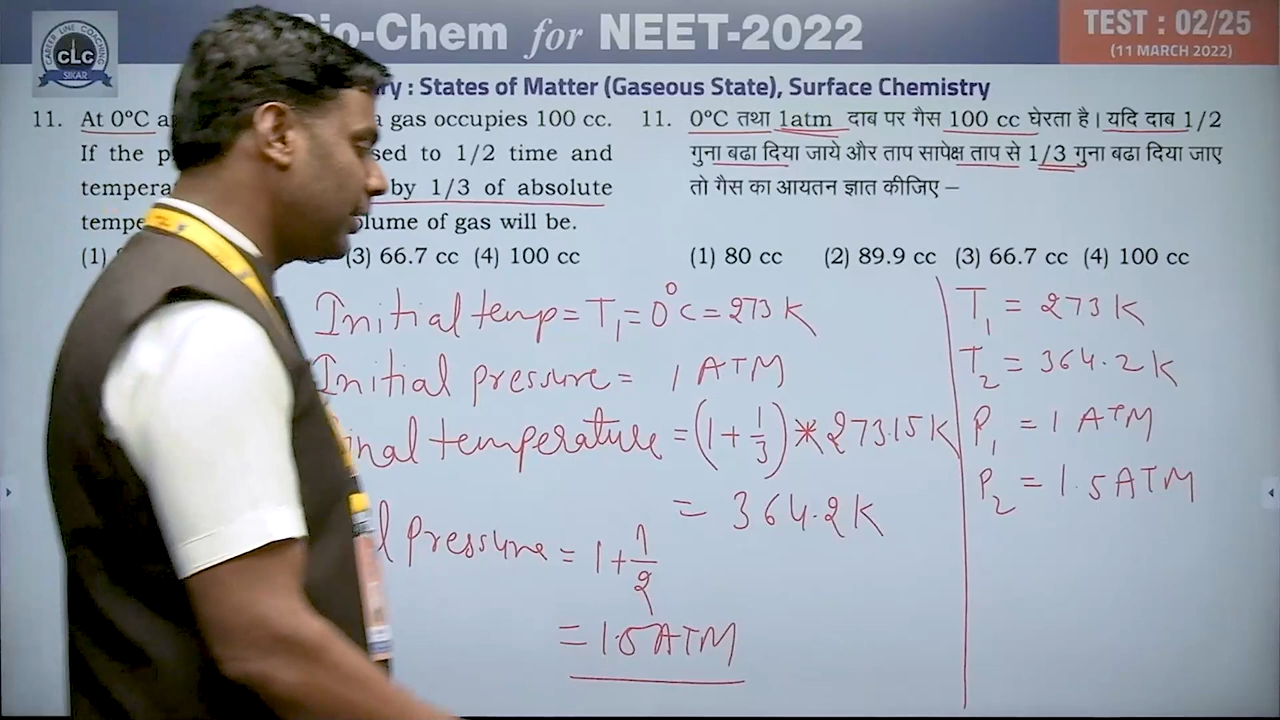 Bio-Chem for NEET-2022
TEST : 02/25
(11 MARCH 2022)
CAREER LINE COACHING
CLC
SIKAR
: States of Matter (Gaseous State), Surface Chemistry
11. At 0°C a gas occupies 100 cc.
If the to 1/2 time and
by 1/3 of absolute
of gas will be.
(1) (3) 66.7 cc (4) 100 cc
11. 0°C तथा 1atm दाब पर गैस 100 cc घेरता है। यदि दाब 1/2
गुना बढा दिया जाये और ताप सापेक्ष ताप से 1/3 गुना बढा दिया जाए
तो गैस का आयतन ज्ञात कीजिए –
(1) 80 cc (2) 89.9 cc (3) 66.7 cc (4) 100 cc
Initial temp = T₁ = 0°C = 273 K
Initial pressure = 1 ATM
temperature = (1 + 1/3) * 273.15 K
= 364.2 K
pressure = 1 + 1/2
= 1.5 ATM
T₁ = 273 K
T₂ = 364.2 K
P₁ = 1 ATM
P₂ = 1.5 ATM